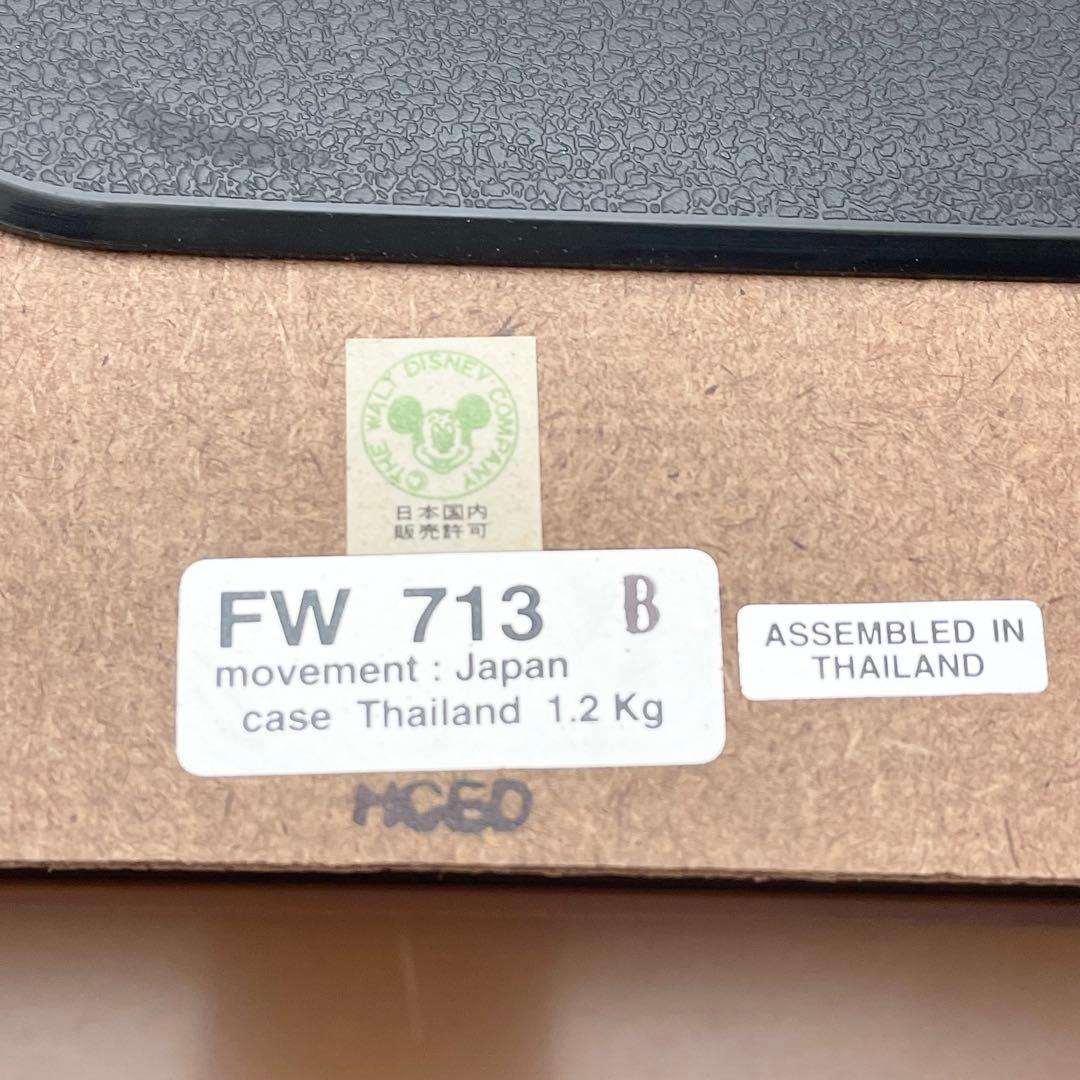 ©THE WALT DISNEY COMPANY
日本国内
販売許可
FW 713 B
movement : Japan
case Thailand 1.2 Kg
ASSEMBLED IN
THAILAND